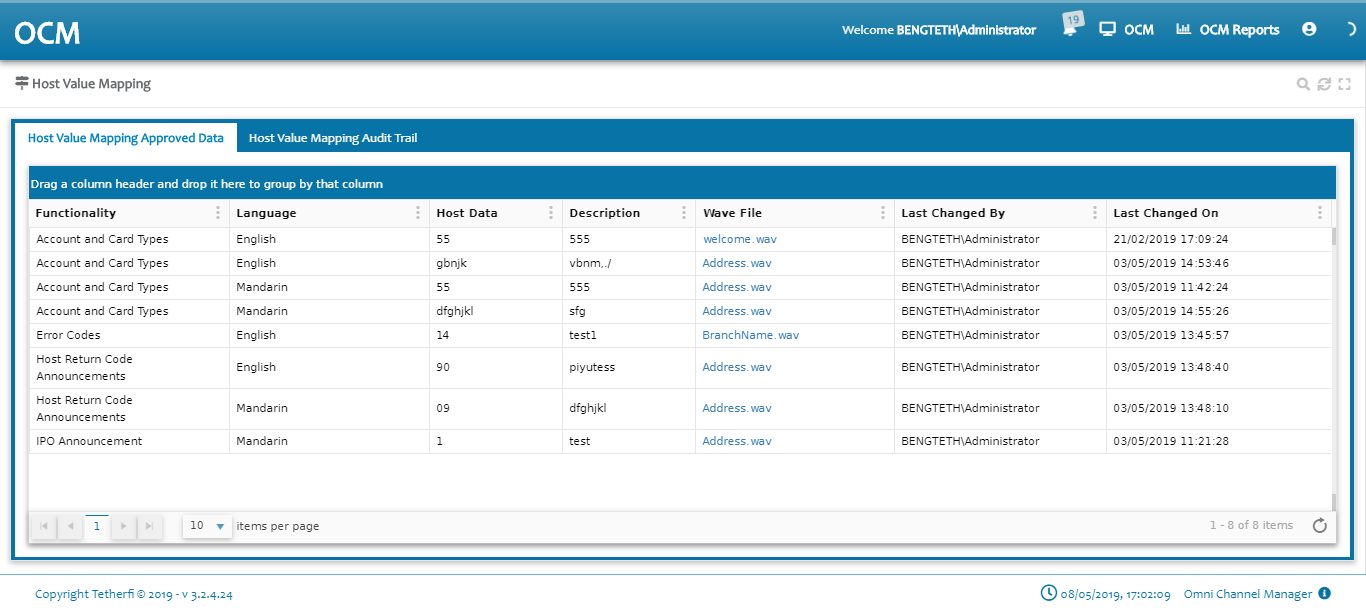 OCM
Welcome BENGTETH\Administrator 19 OCM OCM Reports
Host Value Mapping
Host Value Mapping Approved Data Host Value Mapping Audit Trail
Drag a column header and drop it here to group by that column
Functionality Language Host Data Description Wave File Last Changed By Last Changed On
Account and Card Types English 55 555 welcome.wav BENGTETH\Administrator 21/02/2019 17:09:24
Account and Card Types English gbnjk vbnm,./ Address.wav BENGTETH\Administrator 03/05/2019 14:53:46
Account and Card Types Mandarin 55 555 Address.wav BENGTETH\Administrator 03/05/2019 11:42:24
Account and Card Types Mandarin dfghjkl sfg Address.wav BENGTETH\Administrator 03/05/2019 14:55:26
Error Codes English 14 test1 BranchName.wav BENGTETH\Administrator 03/05/2019 13:45:57
Host Return Code
Announcements English 90 piyutess Address.wav BENGTETH\Administrator 03/05/2019 13:48:40
Host Return Code
Announcements Mandarin 09 dfghjkl Address.wav BENGTETH\Administrator 03/05/2019 13:48:10
IPO Announcement Mandarin 1 test Address.wav BENGTETH\Administrator 03/05/2019 11:21:28
1 10 items per page 1 - 8 of 8 items
Copyright Tetherfi © 2019 - v 3.2.4.24 08/05/2019, 17:02:09 Omni Channel Manager